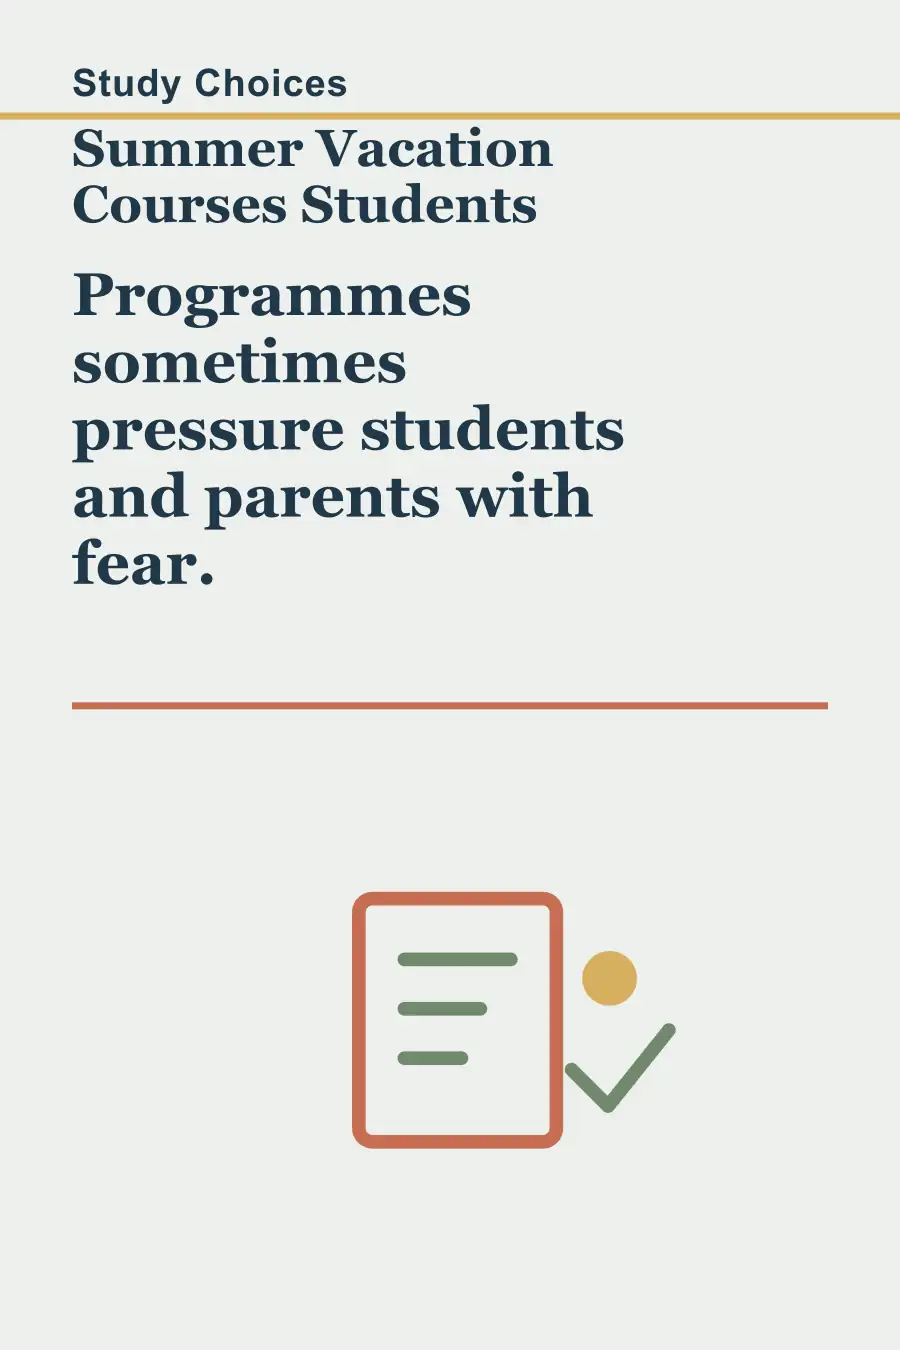 Study Choices
Summer Vacation
Courses Students
Programmes
sometimes
pressure students
and parents with
fear.